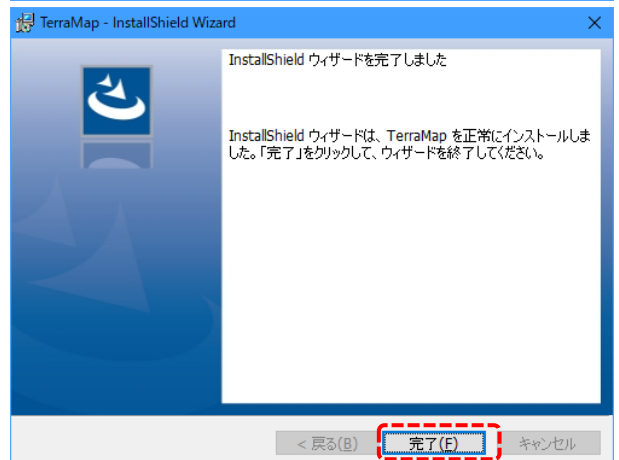 TerraMap - InstallShield Wizard
InstallShield ウィザードを完了しました
InstallShield ウィザードは、TerraMap を正常にインストールしま
した。「完了」をクリックして、ウィザードを終了してください。
< 戻る(B)
完了(F)
キャンセル